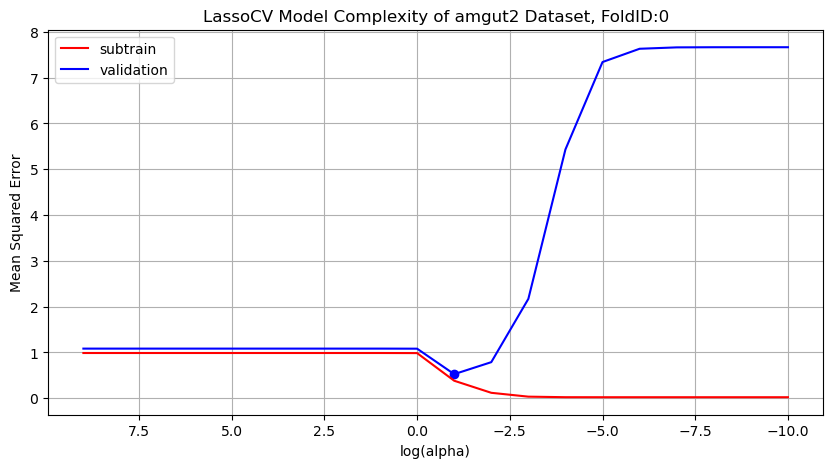 LassoCV Model Complexity of amgut2 Dataset, FoldID:0
subtrain
validation
Mean Squared Error
8
7
6
5
4
3
2
1
0
7.5 5.0 2.5 0.0 −2.5 −5.0 −7.5 −10.0
log(alpha)